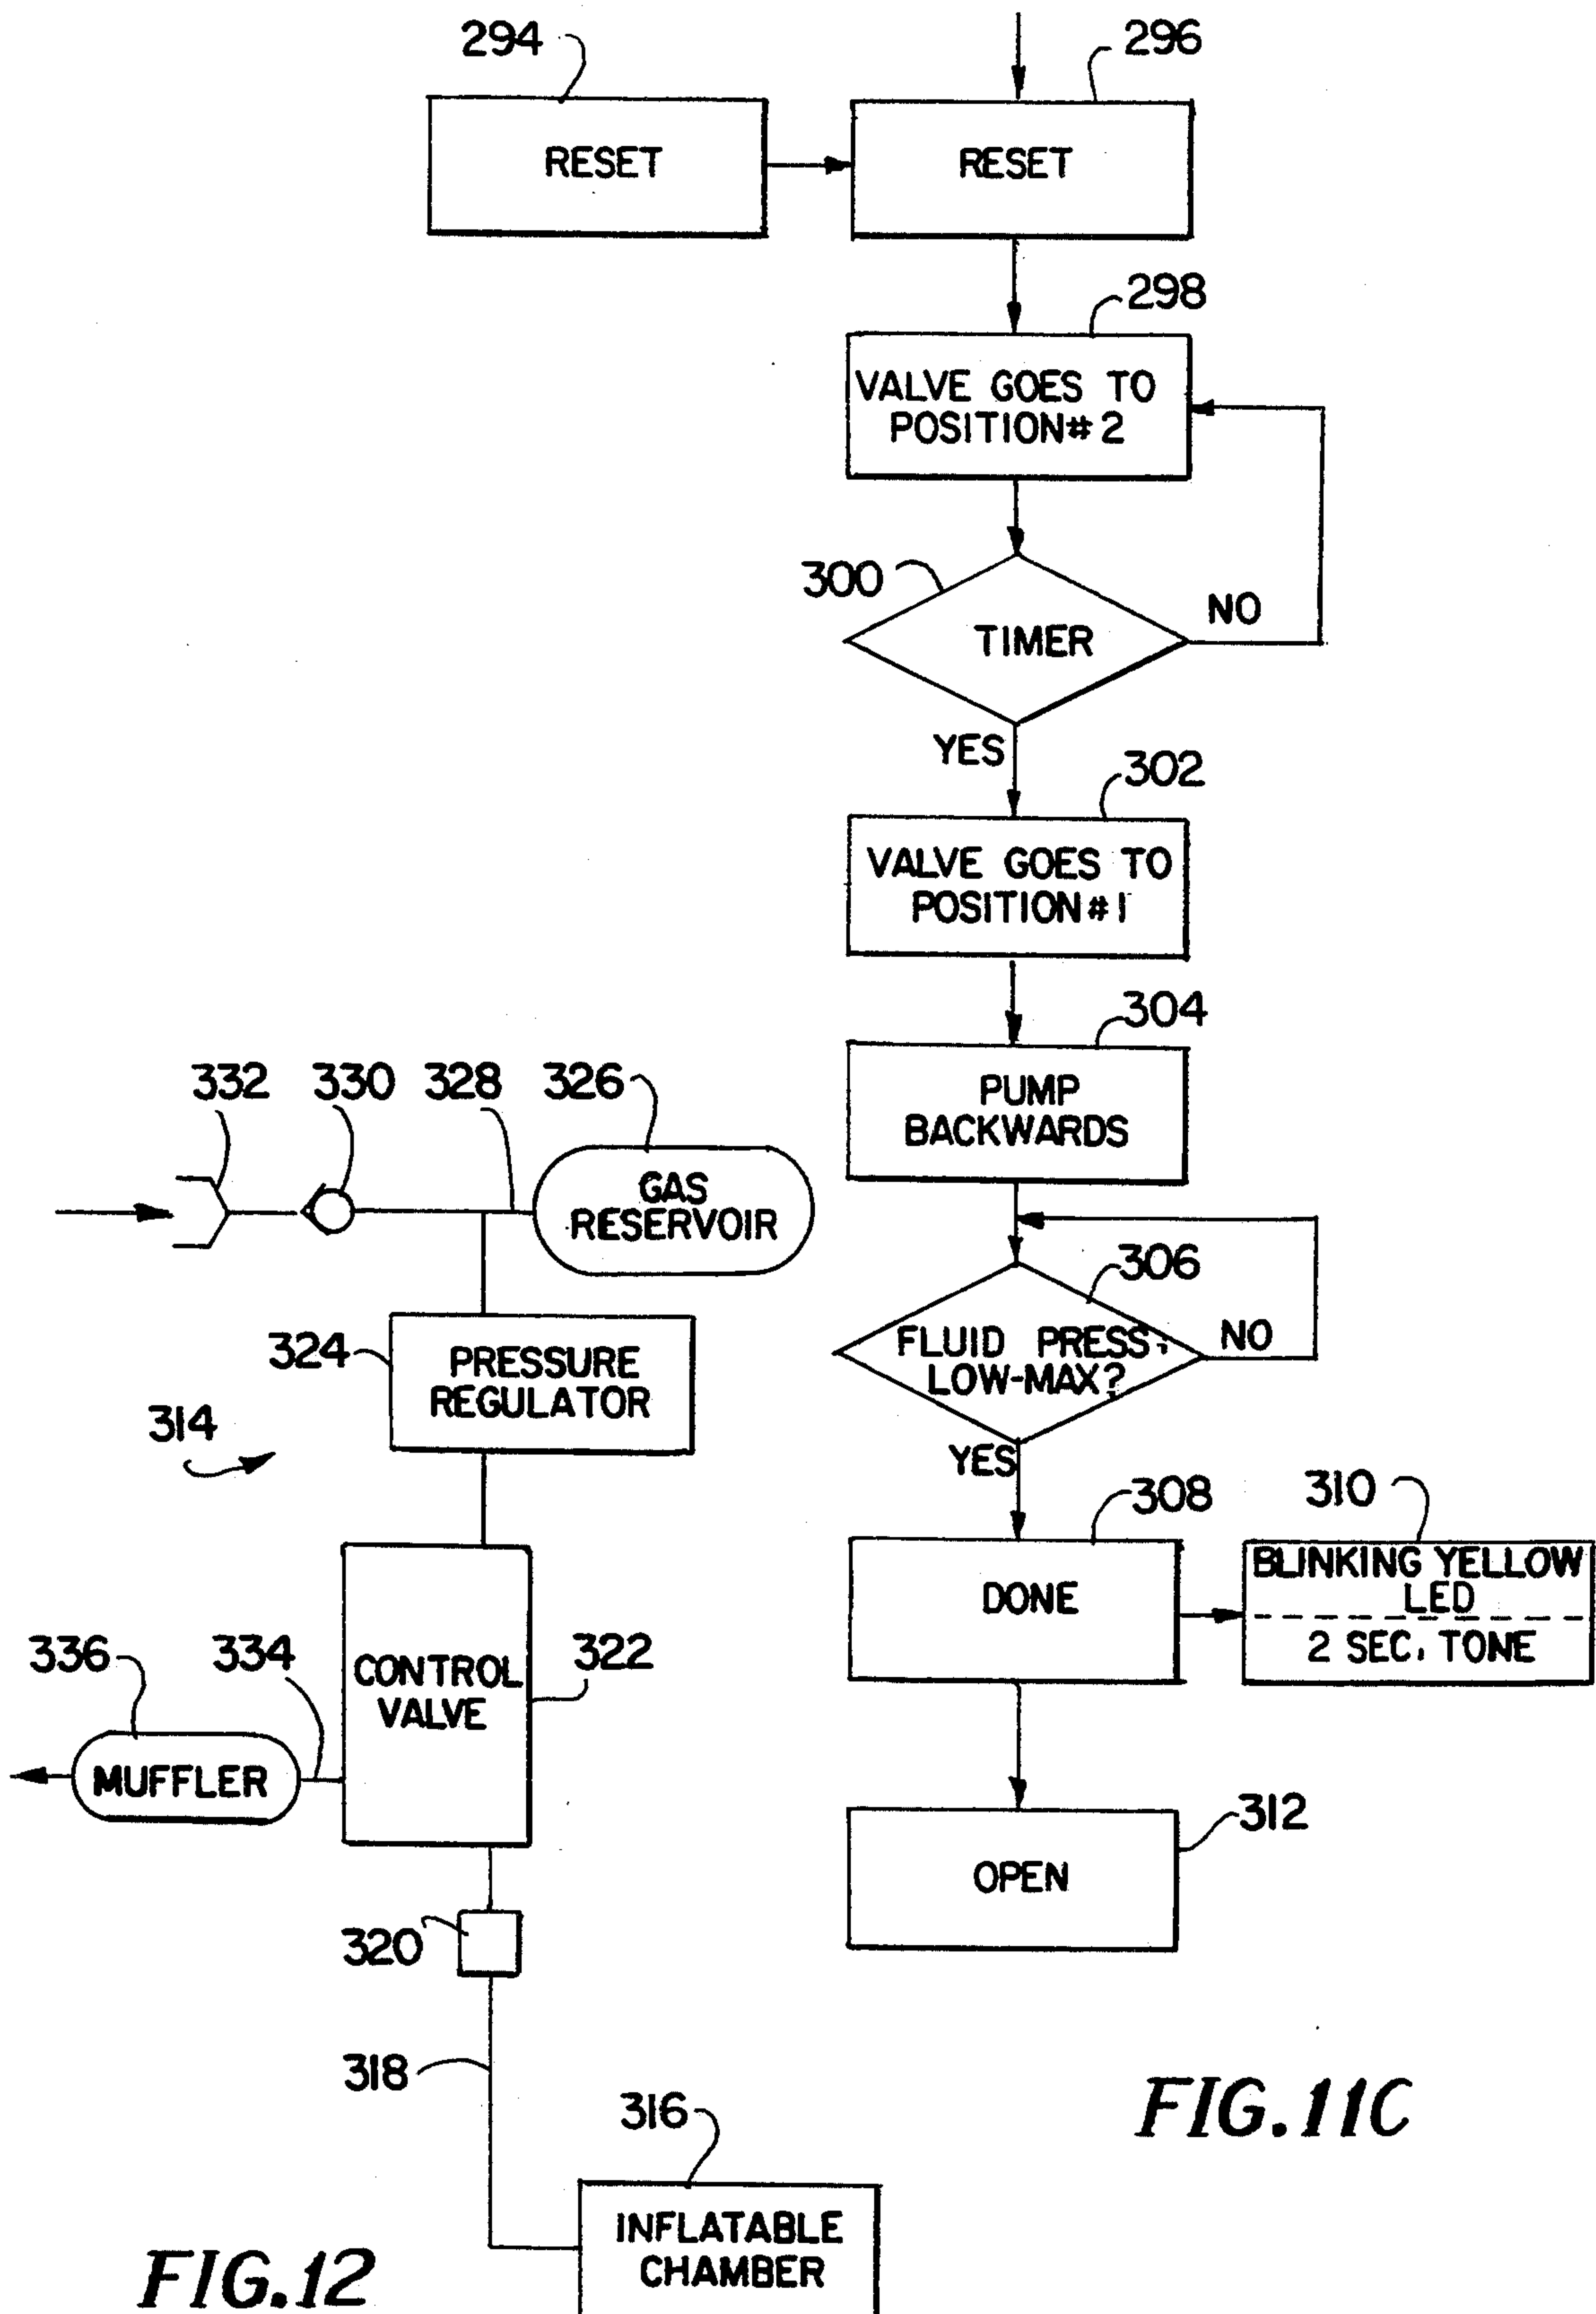 294
296
RESET
RESET
298
VALVE GOES TO
POSITION# 2
300
TIMER
NO
YES
302
VALVE GOES TO
POSITION# 1
304
PUMP
BACKWARDS
306
FLUID PRESS.
LOW-MAX?
NO
YES
308
DONE
310
BLINKING YELLOW
LED
2 SEC. TONE
312
OPEN
FIG.11C
332
330
328
326
GAS
RESERVOIR
324
PRESSURE
REGULATOR
314
336
334
CONTROL
VALVE
322
MUFFLER
320
318
316
INFLATABLE
CHAMBER
FIG.12